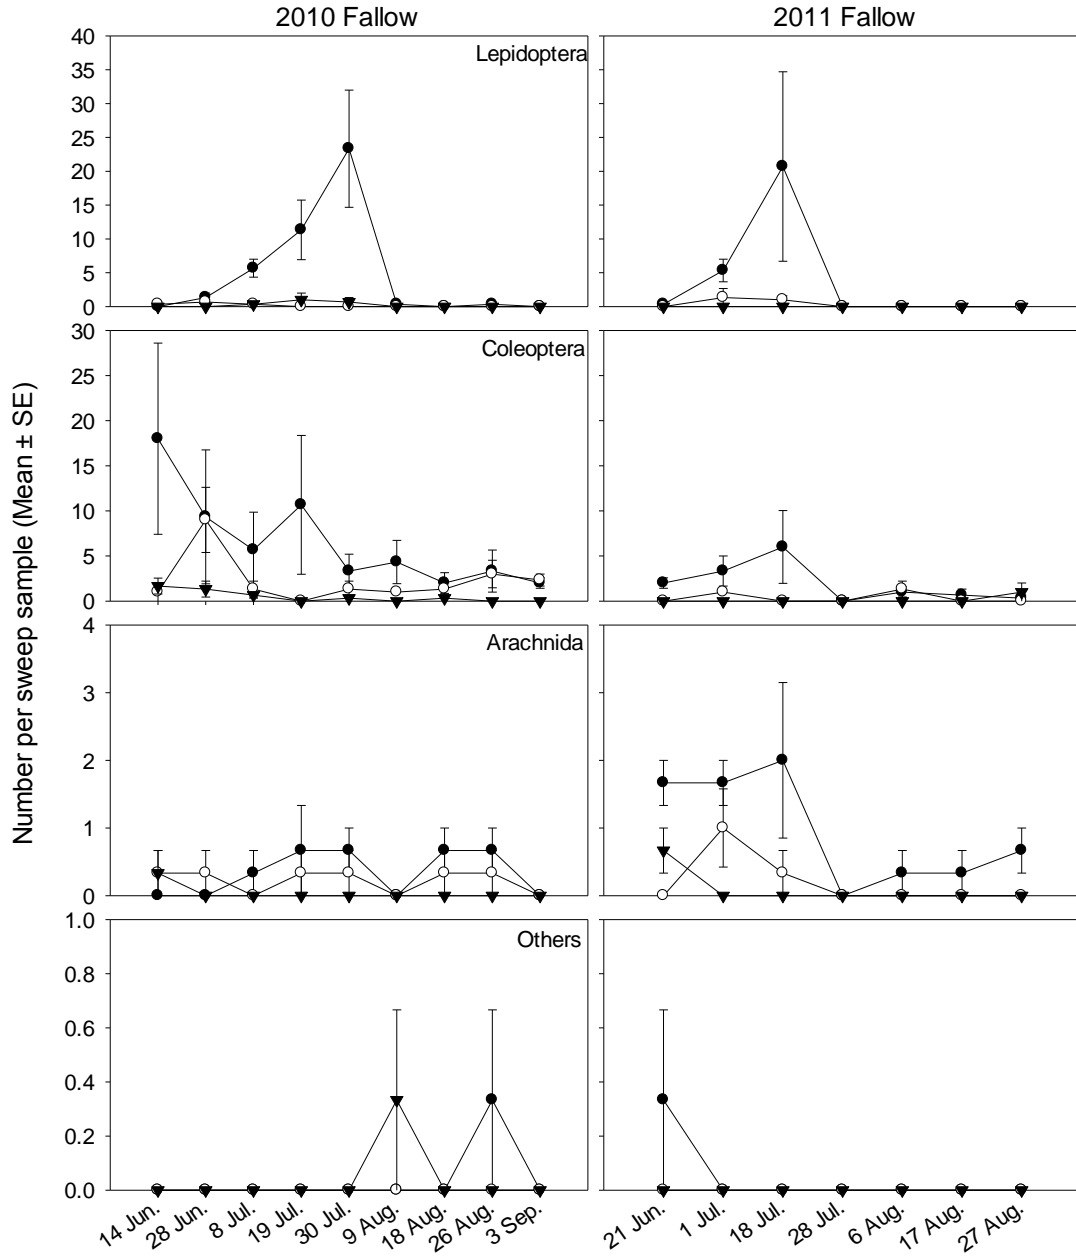 2010 Fallow
2011 Fallow
Number per sweep sample (Mean ± SE)
Lepidoptera
40
35
30
25
20
15
10
5
0
Coleoptera
30
25
20
15
10
5
0
Arachnida
4
3
2
1
0
Others
1.0
0.8
0.6
0.4
0.2
0.0
14 Jun.
28 Jun.
8 Jul.
19 Jul.
30 Jul.
9 Aug.
18 Aug.
26 Aug.
3 Sep.
21 Jun.
1 Jul.
18 Jul.
28 Jul.
6 Aug.
17 Aug.
27 Aug.